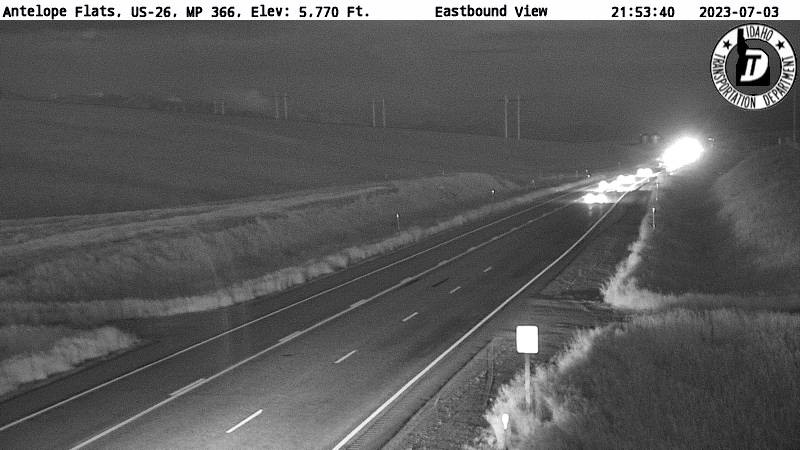 Antelope Flats, US-26, MP 366, Elev: 5,770 Ft. Eastbound View 21:53:40 2023-07-03
IDAHO
TRANSPORTATION DEPARTMENT